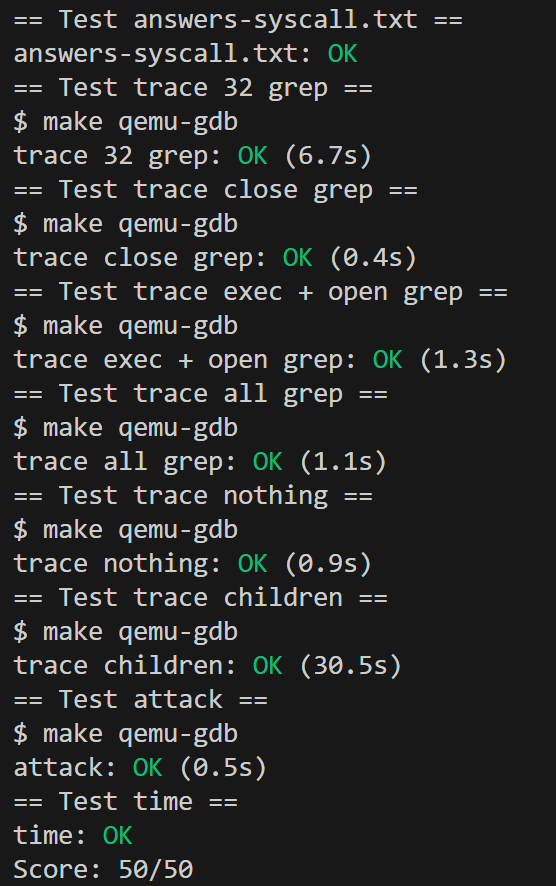 == Test answers-syscall.txt ==
answers-syscall.txt: OK
== Test trace 32 grep ==
$ make qemu-gdb
trace 32 grep: OK (6.7s)
== Test trace close grep ==
$ make qemu-gdb
trace close grep: OK (0.4s)
== Test trace exec + open grep ==
$ make qemu-gdb
trace exec + open grep: OK (1.3s)
== Test trace all grep ==
$ make qemu-gdb
trace all grep: OK (1.1s)
== Test trace nothing ==
$ make qemu-gdb
trace nothing: OK (0.9s)
== Test trace children ==
$ make qemu-gdb
trace children: OK (30.5s)
== Test attack ==
$ make qemu-gdb
attack: OK (0.5s)
== Test time ==
time: OK
Score: 50/50